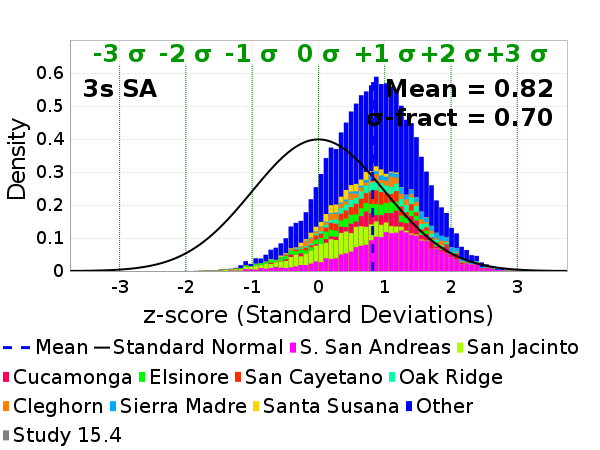 -3 σ -2 σ -1 σ 0 σ +1 σ +2 σ +3 σ
3s SA
Mean = 0.82
σ-fract = 0.70
Density
0.6
0.5
0.4
0.3
0.2
0.1
0
-3 -2 -1 0 1 2 3
z-score (Standard Deviations)
Mean Standard Normal S. San Andreas San Jacinto
Cucamonga Elsinore San Cayetano Oak Ridge
Cleghorn Sierra Madre Santa Susana Other
Study 15.4